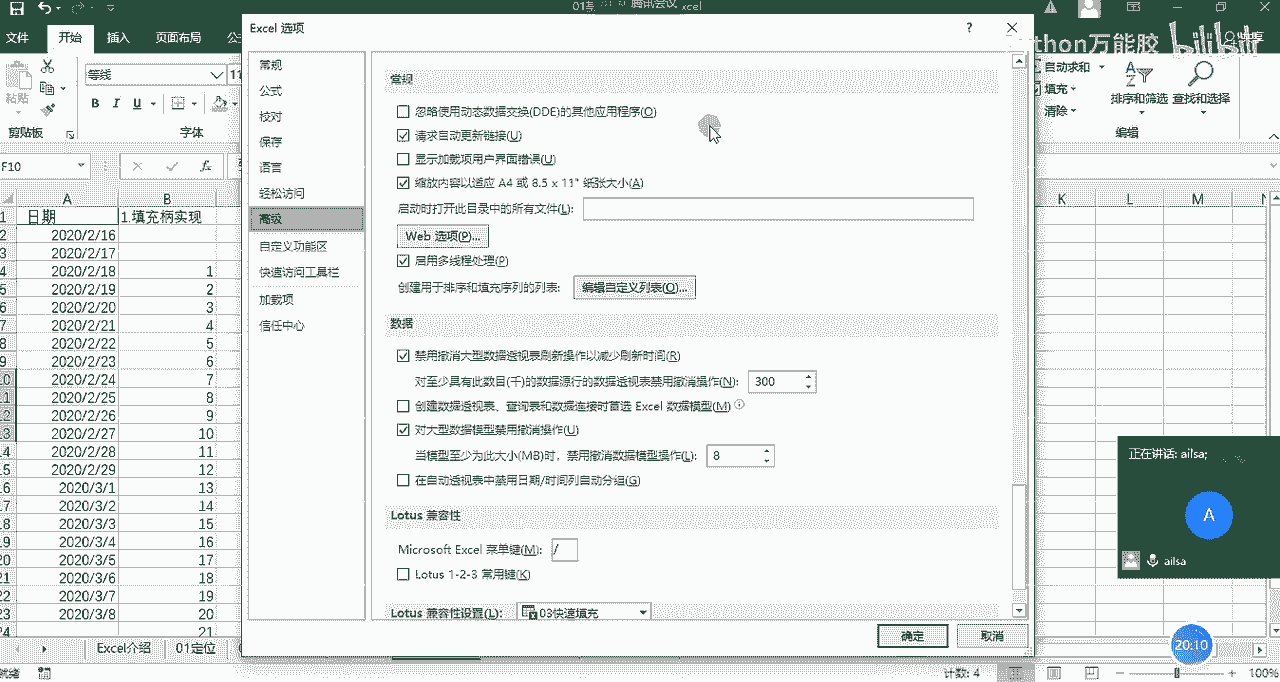 01 腾讯会议 xcel
Excel 选项
?
文件 开始 插入 页面布局
thon万能胶 bilibili
共享
粘贴
剪贴板
等线
11
B I U
字体
自动求和
填充
清除
排序和筛选 查找和选择
编辑
F10
fx
A B K L M
1 日期 1.填充柄实现
2 2020/2/16
3 2020/2/17
4 2020/2/18 1
5 2020/2/19 2
6 2020/2/20 3
7 2020/2/21 4
8 2020/2/22 5
9 2020/2/23 6
0 2020/2/24 7
1 2020/2/25 8
2 2020/2/26 9
3 2020/2/27 10
4 2020/2/28 11
5 2020/2/29 12
6 2020/3/1 13
7 2020/3/2 14
8 2020/3/3 15
9 2020/3/4 16
20 2020/3/5 17
21 2020/3/6 18
22 2020/3/7 19
23 2020/3/8 20
24 21
常规
公式
校对
保存
语言
轻松访问
高级
自定义功能区
快速访问工具栏
加载项
信任中心
常规
忽略使用动态数据交换(DDE)的其他应用程序(O)
请求自动更新链接(U)
显示加载项用户界面错误(U)
缩放内容以适应 A4 或 8.5 x 11" 纸张大小(A)
启动时打开此目录中的所有文件(L):
Web 选项(P)...
启用多线程处理(P)
创建用于排序和填充序列的列表: 编辑自定义列表(O)...
数据
禁用撤消大型数据透视表刷新操作以减少刷新时间(R)
对至少具有此数目(千)的数据源行的数据透视表禁用撤消操作(N): 300
创建数据透视表、查询表和数据连接时首选 Excel 数据模型(M)
对大型数据模型禁用撤消操作(U)
当模型至少为此大小(MB)时，禁用撤消数据模型操作(L): 8
在自动透视表中禁用日期/时间列自动分组(G)
Lotus 兼容性
Microsoft Excel 菜单键(M): /
Lotus 1-2-3 常用键(K)
Lotus 兼容性设置(L): 03快速填充
确定 取消
正在讲话: ailsa;
A
ailsa
20:10
Excel介绍 01定位
就绪
计数: 4
100%